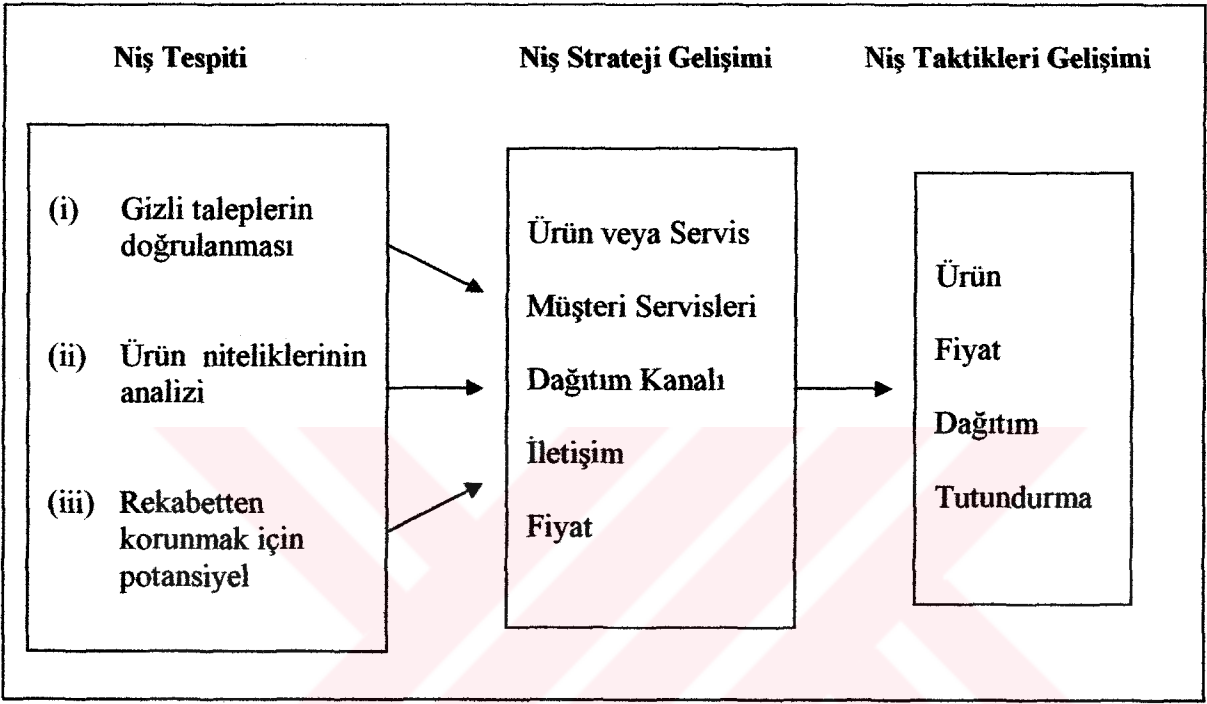 Niş Tespiti
(i) Gizli taleplerin
doğrulanması
(ii) Ürün niteliklerinin
analizi
(iii) Rekabetten
korunmak için
potansiyel
Niş Strateji Gelişimi
Ürün veya Servis
Müşteri Servisleri
Dağıtım Kanalı
İletişim
Fiyat
Niş Taktikleri Gelişimi
Ürün
Fiyat
Dağıtım
Tutundurma